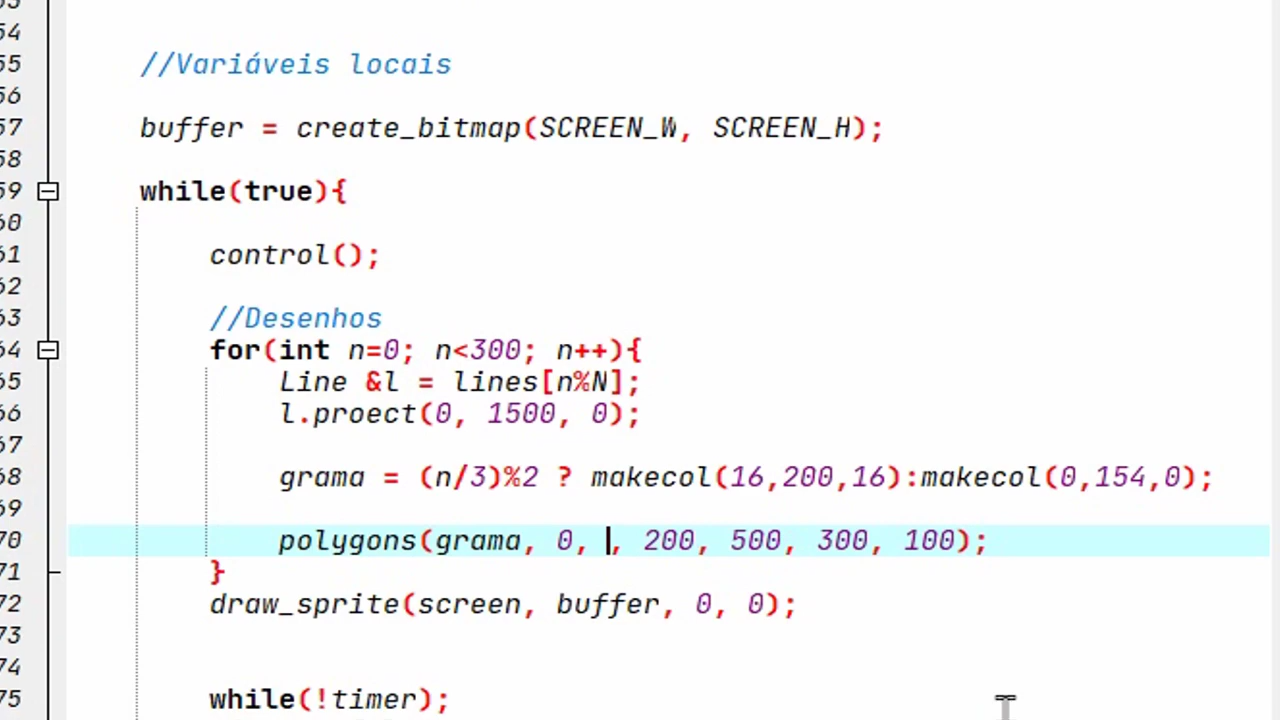 53
54
55 //Variáveis locais
56
57 buffer = create_bitmap(SCREEN_W, SCREEN_H);
58
59 while(true){
60
61 control();
62
63 //Desenhos
64 for(int n=0; n<300; n++){
65 Line &l = lines[n%N];
66 l.proect(0, 1500, 0);
67
68 grama = (n/3)%2 ? makecol(16,200,16):makecol(0,154,0);
69
70 polygons(grama, 0, , 200, 500, 300, 100);
71 }
72 draw_sprite(screen, buffer, 0, 0);
73
74
75 while(!timer);